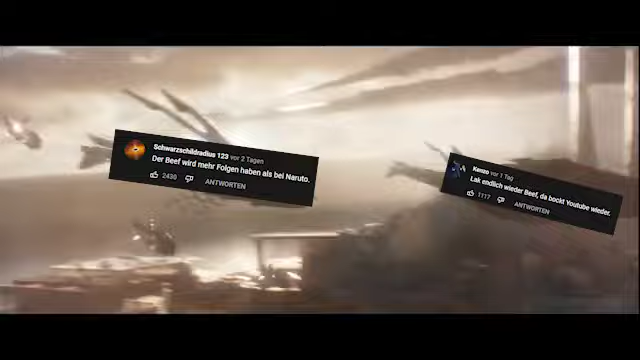 Schwarzschildradius 123 vor 2 Tagen
Der Beef wird mehr Folgen haben als bei Naruto.
2430 ANTWORTEN
Kenzo vor 1 Tag
Lak endlich wieder Beef, da bockt Youtube wieder.
1117 ANTWORTEN